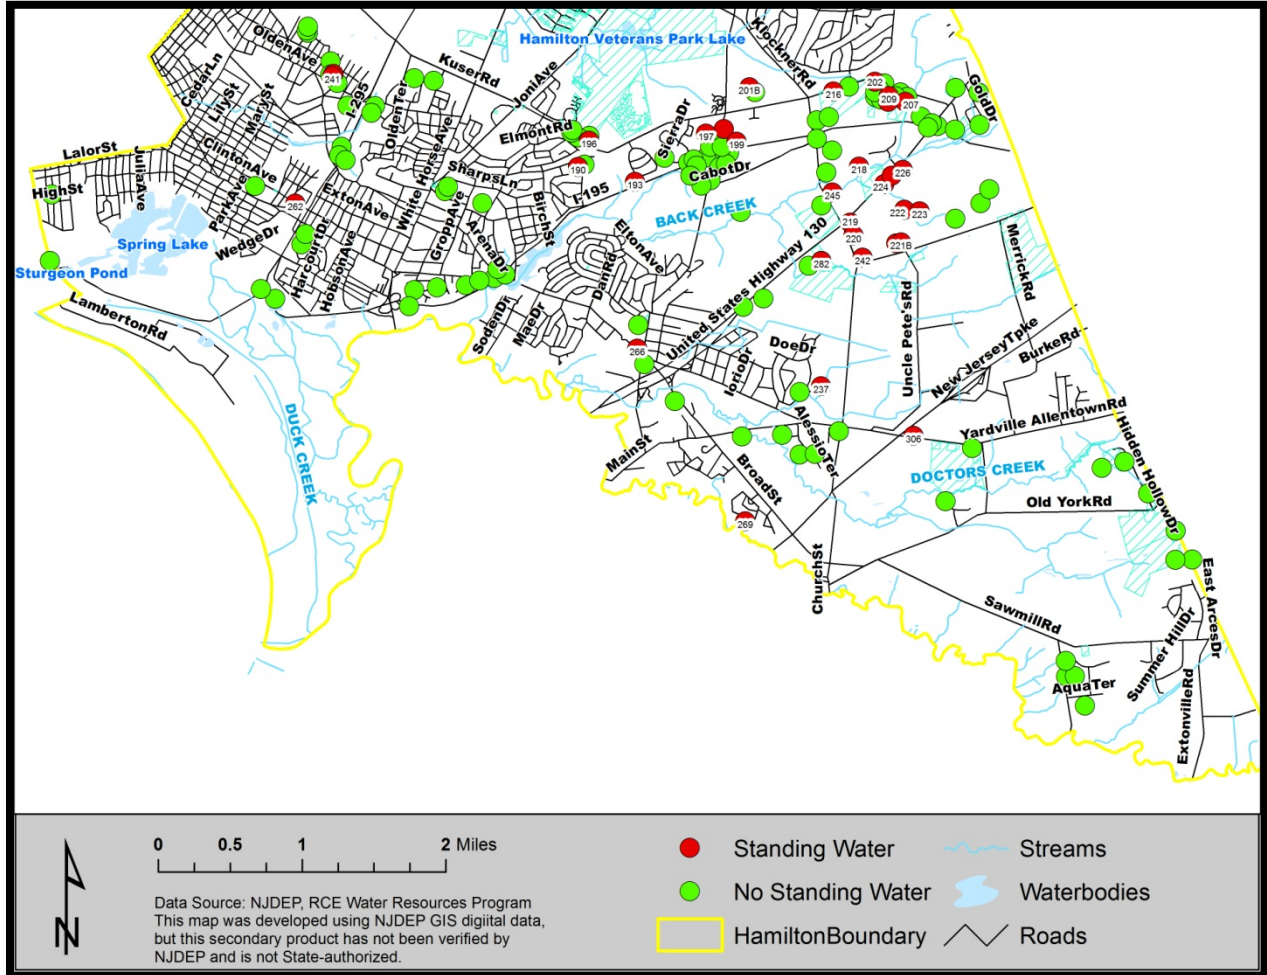 Hamilton Veterans Park Lake
KlocknerRd
OldenAve
KuserRd
JoniAve
CedarLn
LilySt
MarySt
I-295
OldenTer
241
201B
216
202
209
207
GoldDr
ElmontRd
196
SierraDr
197
199
LalorSt
JuliaAve
ClintonAve
White HorseAve
SharpsLn
190
193
I-195
CabotDr
218
226
224
HighSt
ParkAve
262
ExtonAve
GroppAve
BirchSt
BACK CREEK
245
222
223
219
220
221B
242
Spring Lake
WedgeDr
HarcourtDr
HobsonAve
ArenaDr
EltonAve
DanRd
282
MerrickRd
Sturgeon Pond
LambertonRd
SodenDr
MaeDr
United States Highway 130
Uncle Pete'sRd
266
IorioDr
DoeDr
New JerseyTpke
BurkeRd
237
AlessioTer
306
Yardville AllentownRd
DUCK CREEK
MainSt
BroadSt
DOCTORS CREEK
Hidden HollowDr
Old YorkRd
269
ChurchSt
East ArcesDr
SawmillRd
Summer HillDr
AquaTer
ExtonvilleRd
N
0 0.5 1 2 Miles
Data Source: NJDEP, RCE Water Resources Program
This map was developed using NJDEP GIS digiital data,
but this secondary product has not been verified by
NJDEP and is not State-authorized.
Standing Water
Streams
No Standing Water
Waterbodies
HamiltonBoundary
Roads